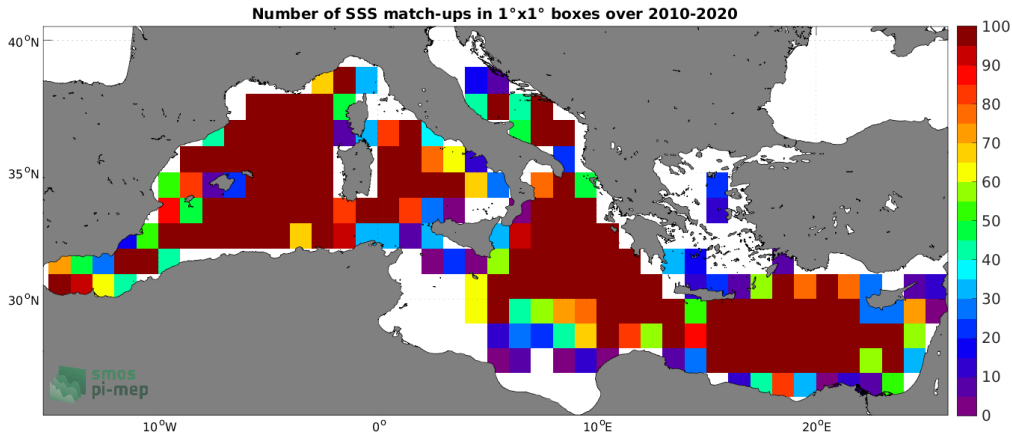 Number of SSS match-ups in 1°x1° boxes over 2010-2020
40°N
35°N
30°N
10°W
0°
10°E
20°E
100
90
80
70
60
50
40
30
20
10
0
smos
pi-mep